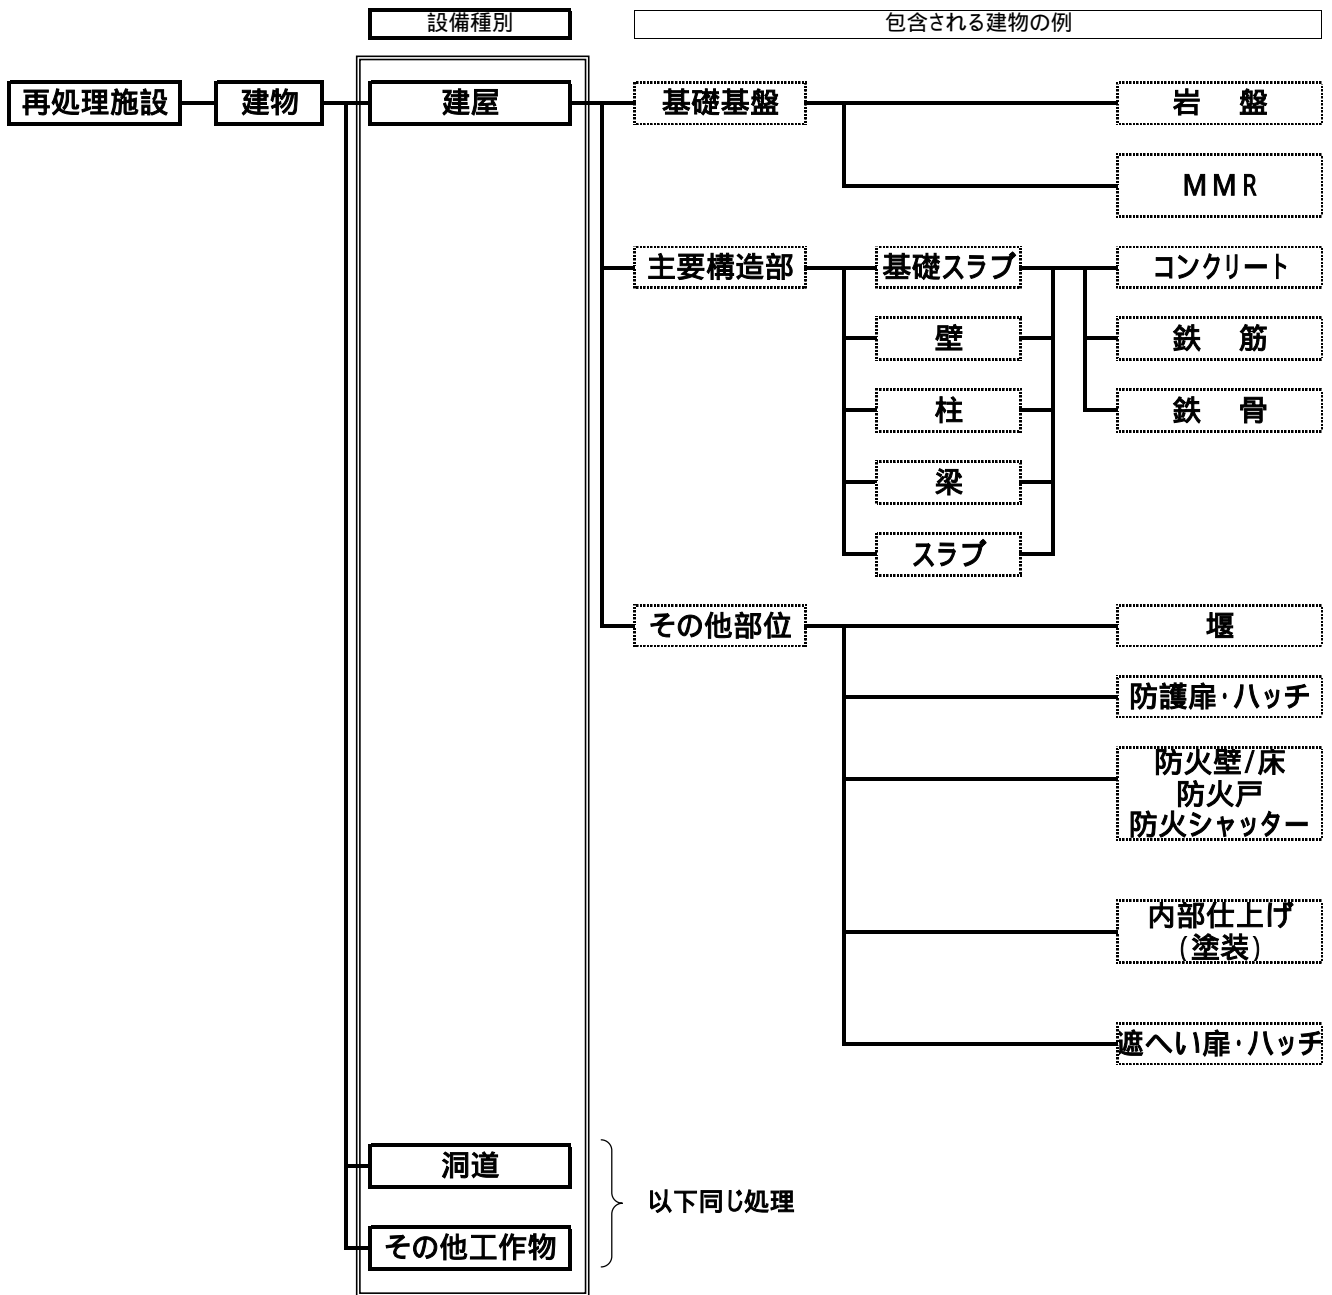 設備種別
包含される建物の例
再処理施設
建物
建屋
基礎基盤
岩 盤
MMR
主要構造部
基礎スラブ
コンクリート
壁
鉄 筋
柱
鉄 骨
梁
スラブ
その他部位
堰
防護扉・ハッチ
防火壁/床
防火戸
防火シャッター
内部仕上げ
(塗装)
遮へい扉・ハッチ
洞道
以下同じ処理
その他工作物